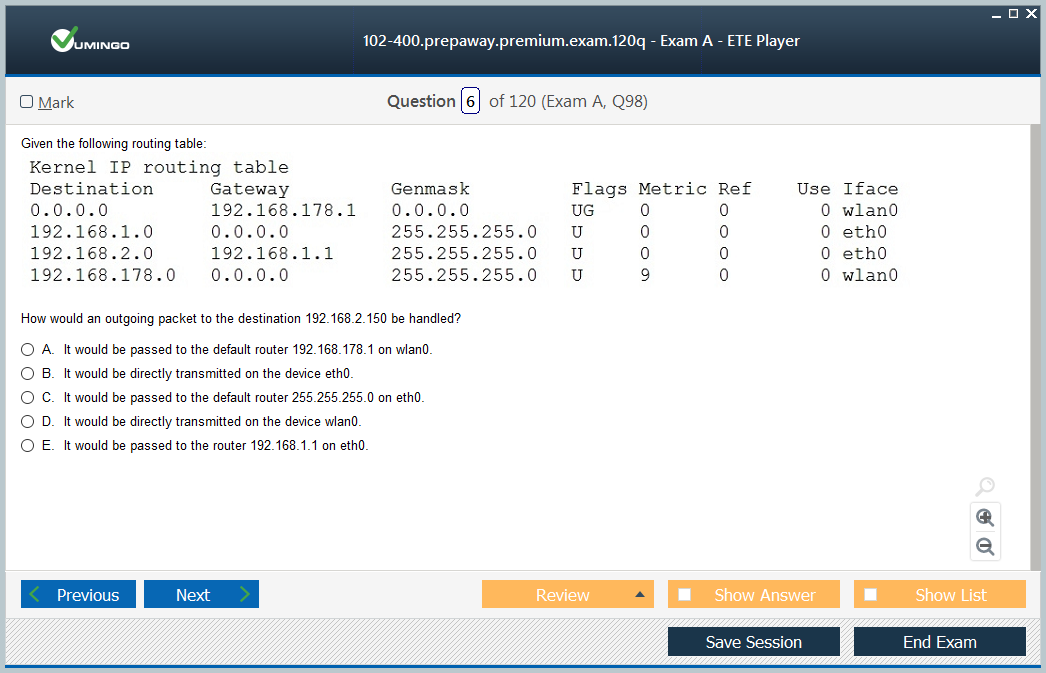 VUMINGO
102-400.prepaway.premium.exam.120q - Exam A - ETE Player
Mark
Question 6 of 120 (Exam A, Q98)
Given the following routing table:
Kernel IP routing table
Destination Gateway Genmask Flags Metric Ref Use Iface
0.0.0.0 192.168.178.1 0.0.0.0 UG 0 0 0 wlan0
192.168.1.0 0.0.0.0 255.255.255.0 U 0 0 0 eth0
192.168.2.0 192.168.1.1 255.255.255.0 U 0 0 0 eth0
192.168.178.0 0.0.0.0 255.255.255.0 U 9 0 0 wlan0
How would an outgoing packet to the destination 192.168.2.150 be handled?
A. It would be passed to the default router 192.168.178.1 on wlan0.
B. It would be directly transmitted on the device eth0.
C. It would be passed to the default router 255.255.255.0 on eth0.
D. It would be directly transmitted on the device wlan0.
E. It would be passed to the router 192.168.1.1 on eth0.
Previous Next Review Show Answer Show List
Save Session End Exam